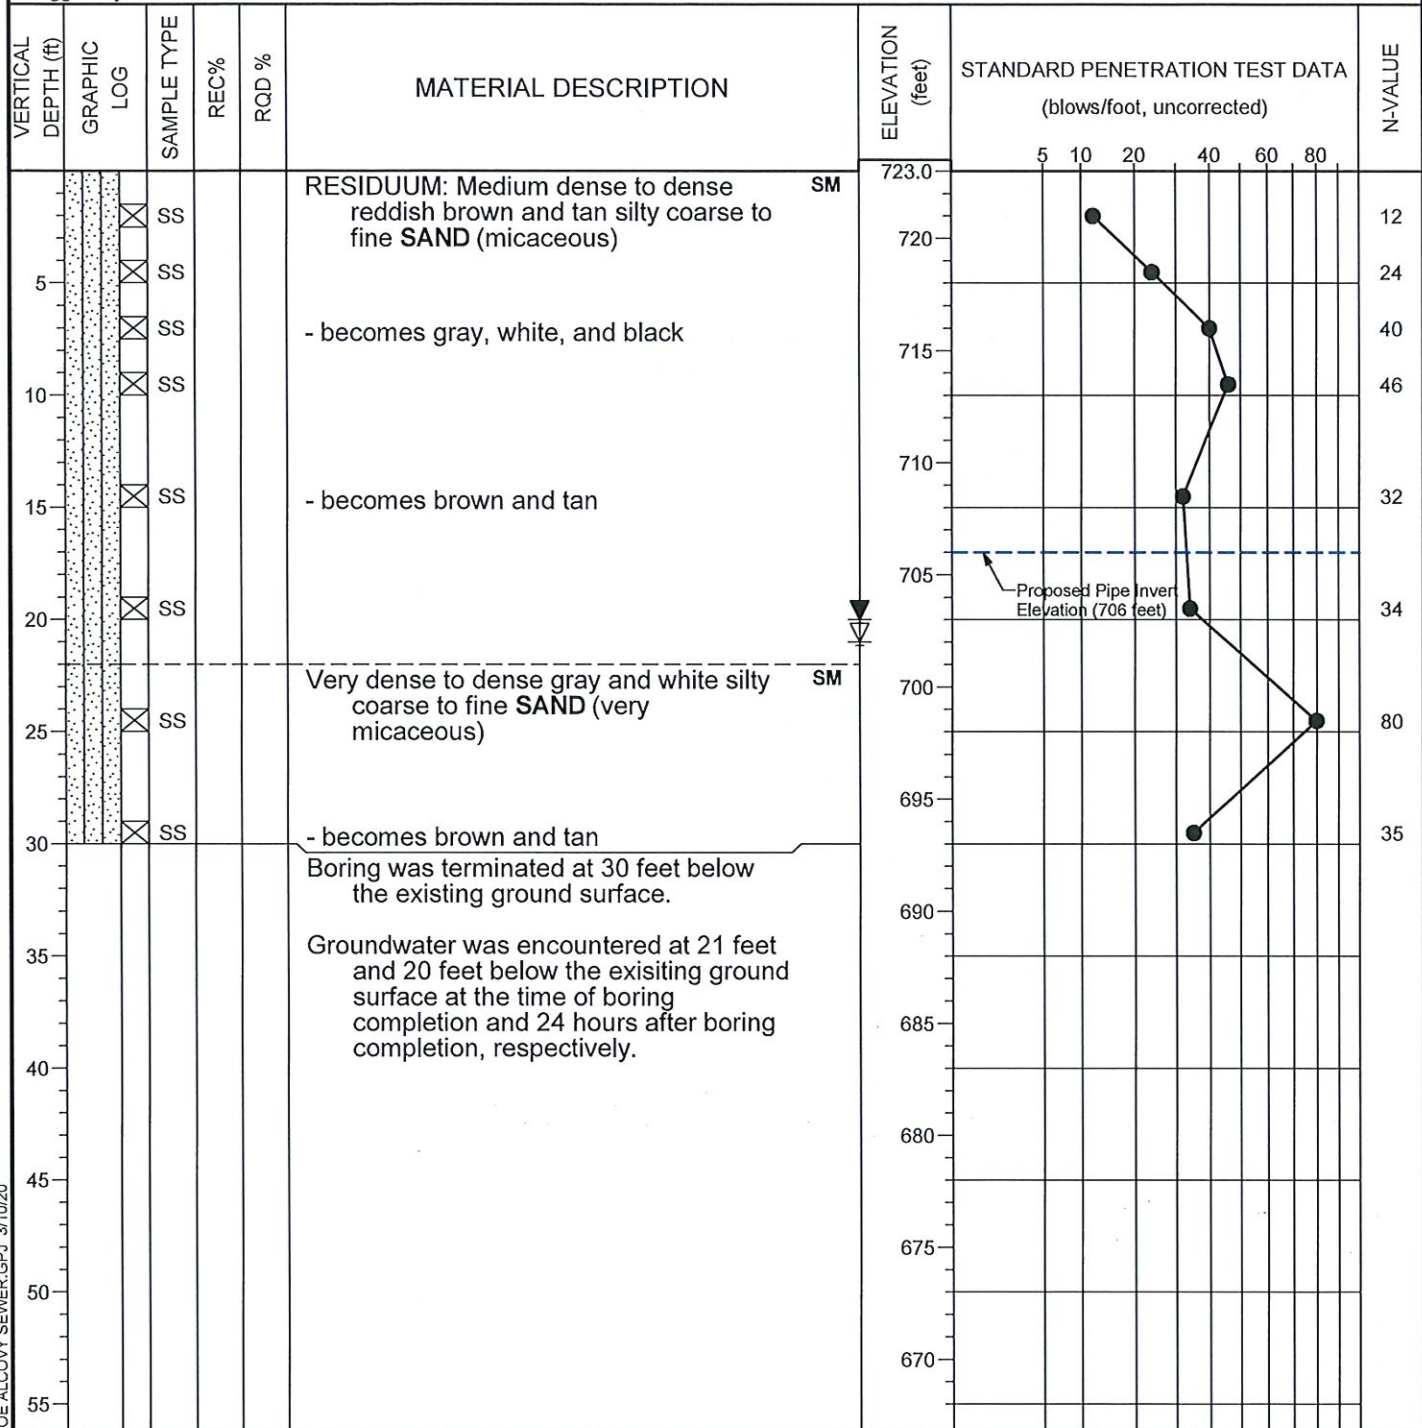 VERTICAL
DEPTH (ft)
GRAPHIC
LOG
SAMPLE TYPE
REC%
RQD %
MATERIAL DESCRIPTION
ELEVATION
(feet)
STANDARD PENETRATION TEST DATA
(blows/foot, uncorrected)
N-VALUE
5 10 20 40 60 80
723.0
RESIDUUM: Medium dense to dense SM
reddish brown and tan silty coarse to
fine SAND (micaceous)
SS
12
720
SS
24
5
SS
- becomes gray, white, and black
40
715
SS
46
10
710
SS
- becomes brown and tan
32
15
705
Proposed Pipe Invert
Elevation (706 feet)
SS
34
20
Very dense to dense gray and white silty SM
coarse to fine SAND (very
micaceous)
700
SS
80
25
695
SS
- becomes brown and tan
35
30
Boring was terminated at 30 feet below
the existing ground surface.
690
Groundwater was encountered at 21 feet
and 20 feet below the exisiting ground
surface at the time of boring
completion and 24 hours after boring
completion, respectively.
35
685
40
680
45
675
50
670
55
ALCOVY SEWER.GPJ 3/10/20